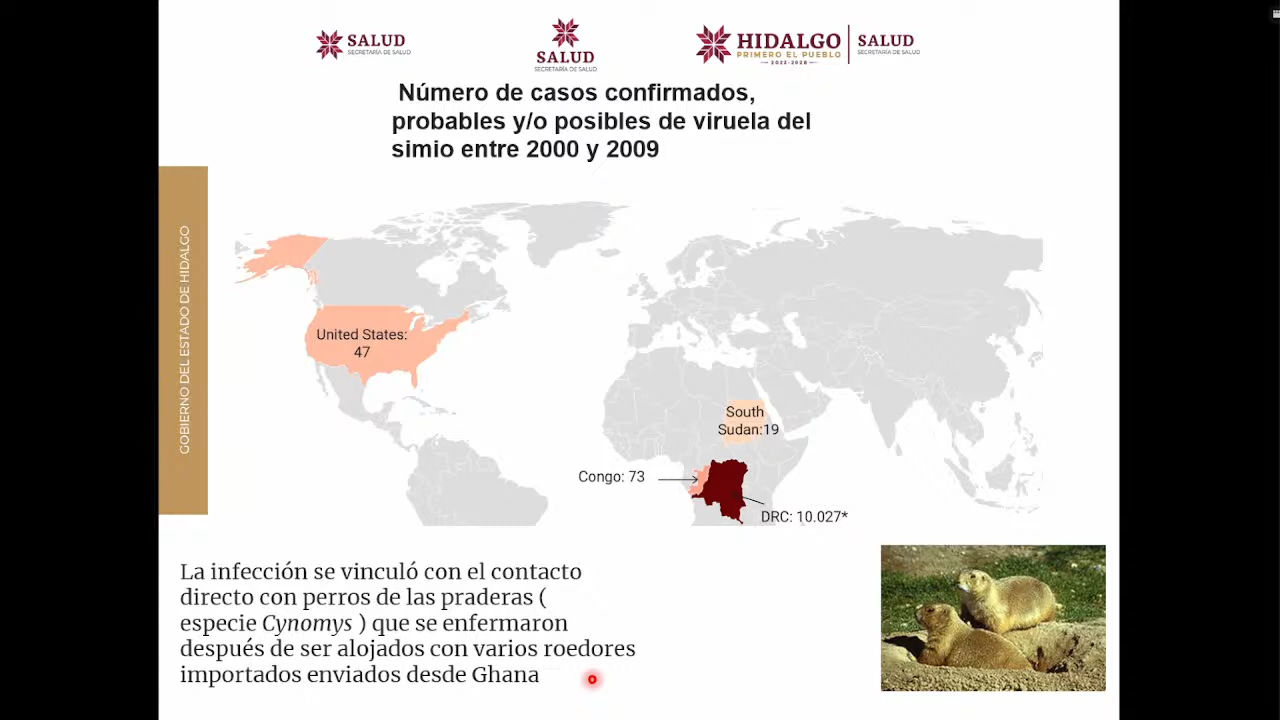 SALUD
SECRETARÍA DE SALUD
SALUD
SECRETARÍA DE SALUD
HIDALGO
PRIMERO EL PUEBLO
2022-2028
SALUD
SECRETARÍA DE SALUD
Número de casos confirmados,
probables y/o posibles de viruela del
simio entre 2000 y 2009
GOBIERNO DEL ESTADO DE HIDALGO
United States:
47
South
Sudan:19
Congo: 73
DRC: 10.027*
La infección se vinculó con el contacto
directo con perros de las praderas (
especie Cynomys ) que se enfermaron
después de ser alojados con varios roedores
importados enviados desde Ghana